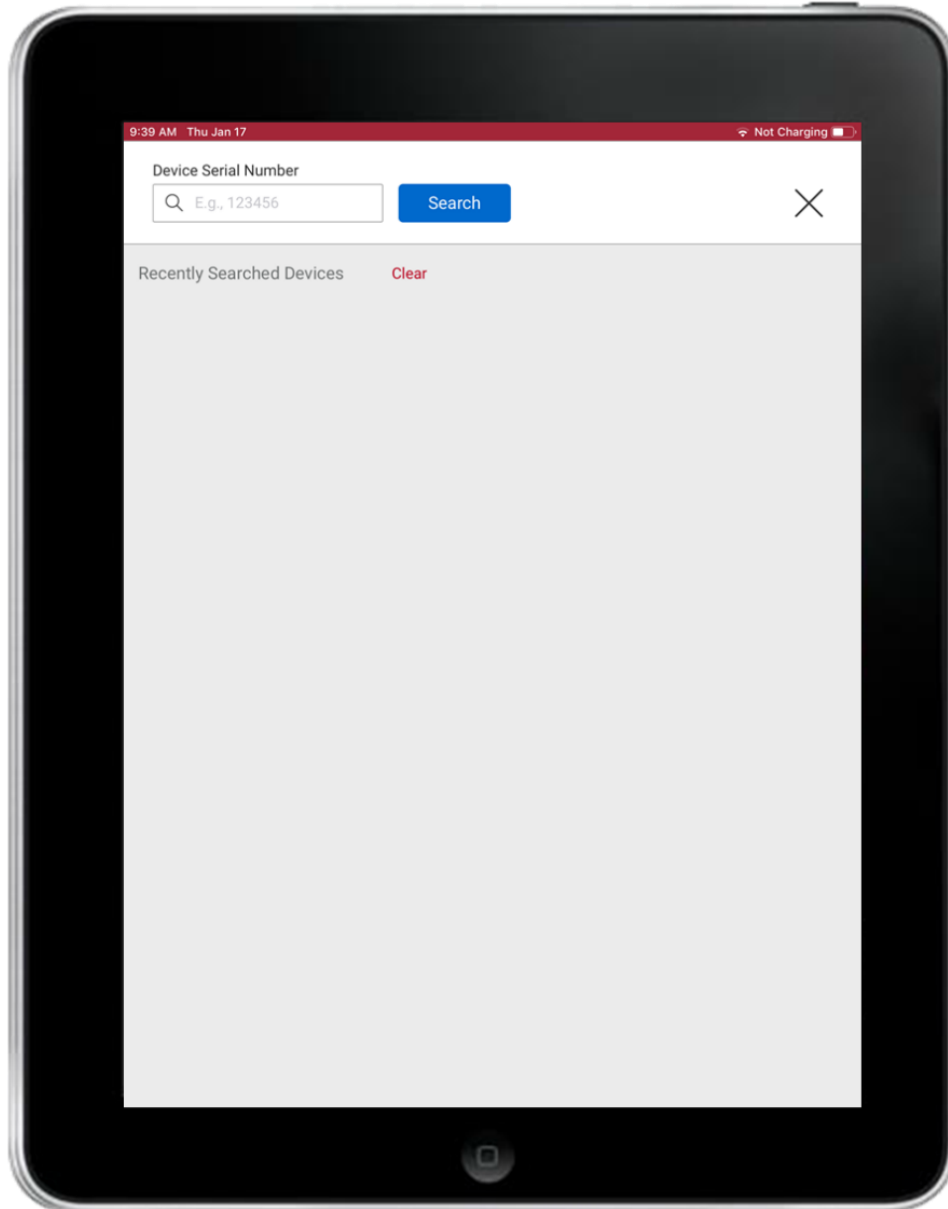 9:39 AM Thu Jan 17 Not Charging
Device Serial Number
E.g., 123456 Search
Recently Searched Devices Clear